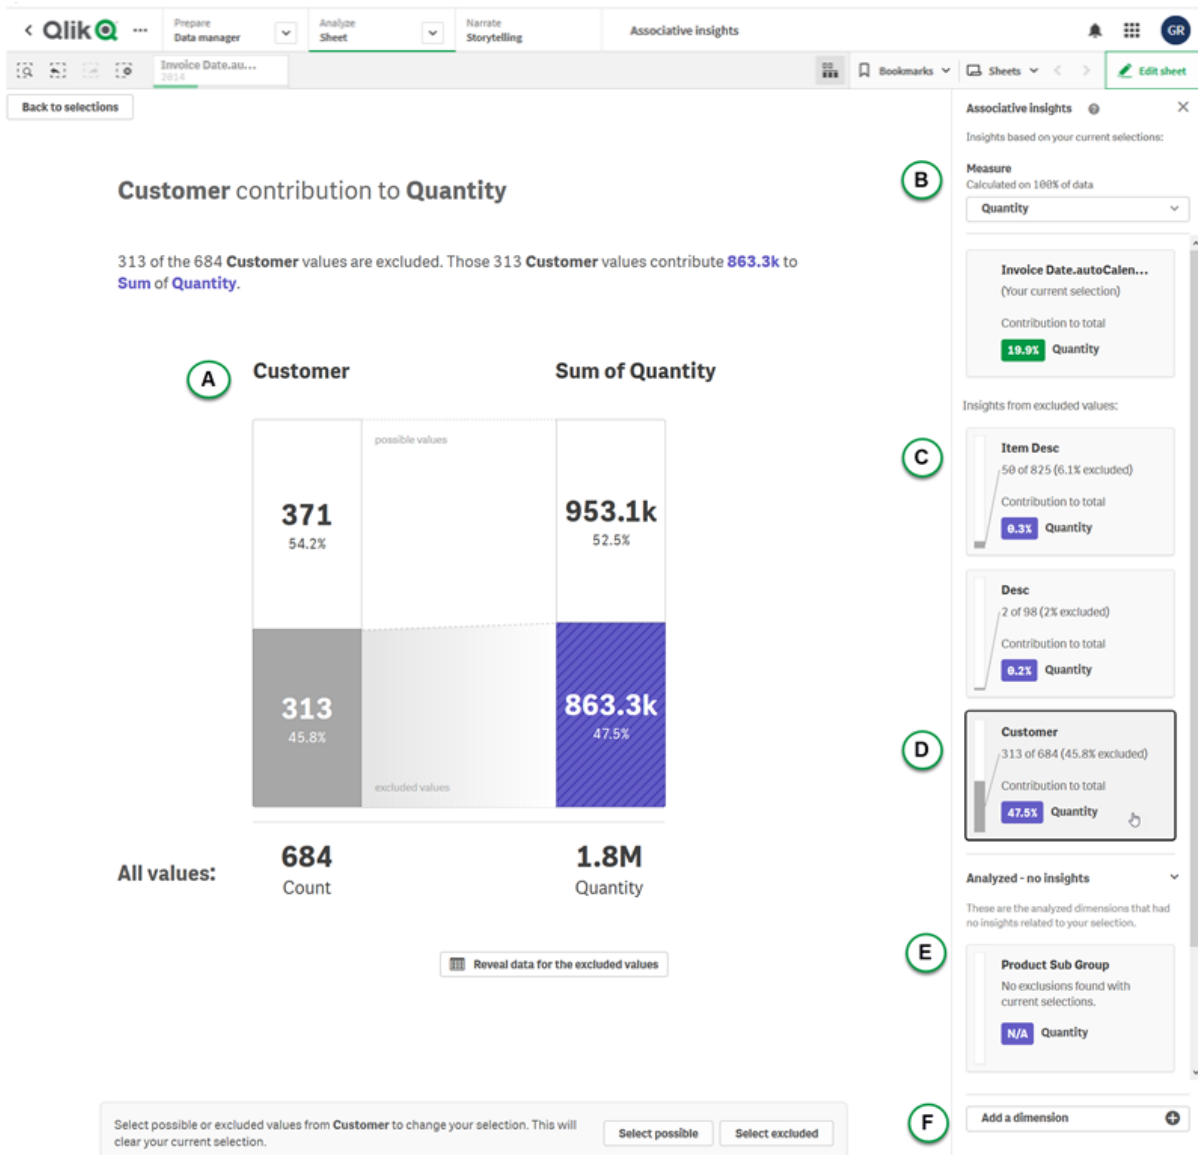 Qlik
Prepare
Data manager
Analyze
Sheet
Narrate
Storytelling
Associative insights
GR
Invoice Date.au...
2014
Bookmarks
Sheets
Edit sheet
Back to selections
Customer contribution to Quantity
313 of the 684 Customer values are excluded. Those 313 Customer values contribute 863.3k to
Sum of Quantity.
A
Customer
Sum of Quantity
possible values
371
54.2%
953.1k
52.5%
313
45.8%
863.3k
47.5%
excluded values
All values:
684
Count
1.8M
Quantity
Reveal data for the excluded values
Select possible or excluded values from Customer to change your selection. This will
clear your current selection.
Select possible
Select excluded
Associative insights
Insights based on your current selections:
B
Measure
Calculated on 100% of data
Quantity
Invoice Date.autoCalen...
(Your current selection)
Contribution to total
19.9% Quantity
Insights from excluded values:
C
Item Desc
50 of 825 (6.1% excluded)
Contribution to total
0.3% Quantity
Desc
2 of 98 (2% excluded)
Contribution to total
0.2% Quantity
D
Customer
313 of 684 (45.8% excluded)
Contribution to total
47.5% Quantity
Analyzed - no insights
These are the analyzed dimensions that had
no insights related to your selection.
E
Product Sub Group
No exclusions found with
current selections.
N/A Quantity
F
Add a dimension